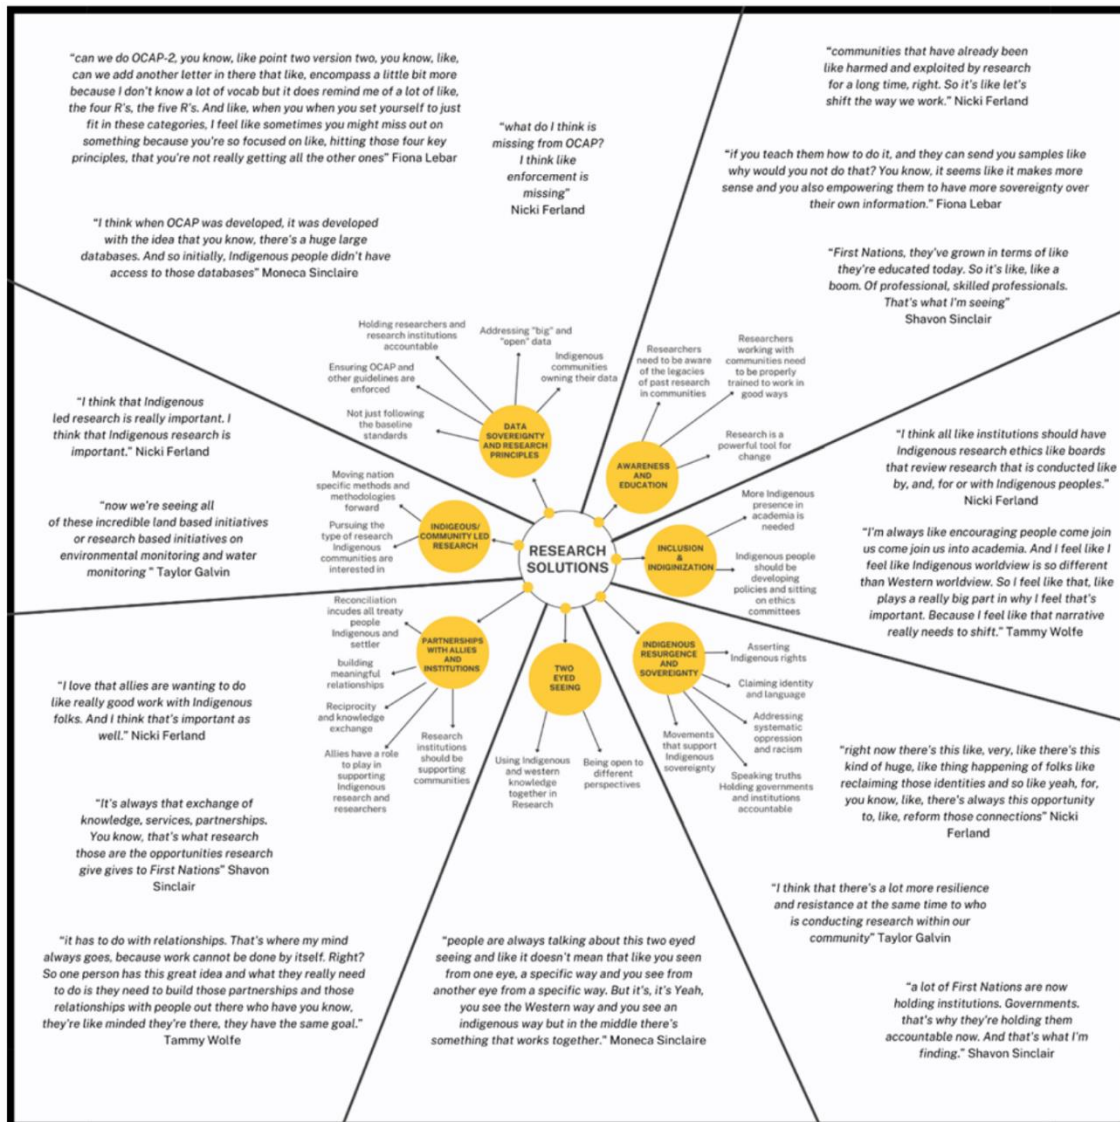 “can we do OCAP-2, you know, like point two version two, you know, like,
can we add another letter in there that like, encompass a little bit more
because I don't know a lot of vocab but it does remind me of a lot of like,
the four R's, the five R's. And like, when you when you set yourself to just
fit in these categories, I feel like sometimes you might miss out on
something because you're so focused on like, hitting those four key
principles, that you're not really getting all the other ones” Fiona Lebar
“what do I think is
missing from OCAP?
I think like
enforcement is
missing”
Nicki Ferland
“I think when OCAP was developed, it was developed
with the idea that you know, there's a huge large
databases. And so initially, Indigenous people didn't have
access to those databases” Moneca Sinclaire
“communities that have already been
like harmed and exploited by research
for a long time, right. So it's like let's
shift the way we work.” Nicki Ferland
“if you teach them how to do it, and they can send you samples like
why would you not do that? You know, it seems like it makes more
sense and you also empowering them to have more sovereignty over
their own information.” Fiona Lebar
“First Nations, they've grown in terms of like
they're educated today. So it's like, like a
boom. Of professional, skilled professionals.
That's what I'm seeing”
Shavon Sinclair
Holding researchers and
research institutions
accountable
Addressing "big" and
"open" data
Indigenous
communities
owning their data
Ensuring OCAP and
other guidelines are
enforced
Not just following
the baseline
standards
DATA
SOVEREIGNTY
AND RESEARCH
PRINCIPLES
Researchers
need to be aware
of the legacies
of past research
in communities
Researchers
working with
communities need
to be properly
trained to work in
good ways
Research is a
powerful tool for
change
AWARENESS
AND
EDUCATION
“I think that Indigenous
led research is really important. I
think that Indigenous research is
important.” Nicki Ferland
“now we're seeing all
of these incredible land based initiatives
or research based initiatives on
environmental monitoring and water
monitoring ” Taylor Galvin
Moving nation
specific methods and
methodologies
forward
Pursuing the
type of research
Indigenous
communities are
interested in
INDIGEOUS/
COMMUNITY LED
RESEARCH
RESEARCH
SOLUTIONS
More Indigenous
presence in
academia is
needed
Indigenous people
should be
developing
policies and sitting
on ethics
committees
INCLUSION
&
INDIGINIZATION
“I think all like institutions should have
Indigenous research ethics like boards
that review research that is conducted like
by, and, for or with Indigenous peoples.”
Nicki Ferland
“I'm always like encouraging people come join
us come join us into academia. And I feel like I
feel like Indigenous worldview is so different
than Western worldview. So I feel like that, like
plays a really big part in why I feel that's
important. Because I feel like that narrative
really needs to shift.” Tammy Wolfe
Reconciliation
incudes all treaty
people
Indigenous and
settler
building
meaningful
relationships
Reciprocity
and knowledge
exchange
Allies have a role
to play in
supporting
Indigenous
research and
researchers
Research
institutions
should be
supporting
communities
PARTNERSHIPS
WITH ALLIES
AND
INSTITUTIONS
TWO
EYED
SEEING
Using Indigenous
and western
knowledge
together in
Research
Being open to
different
perspectives
INDIGENOUS
RESURGENCE
AND
SOVEREIGNTY
Asserting
Indigenous rights
Claiming identity
and language
Addressing
systematic
oppression
and racism
Movements
that support
Indigenous
sovereignty
Speaking truths
Holding governments
and institutions
accountable
“I love that allies are wanting to do
like really good work with Indigenous
folks. And I think that's important as
well.” Nicki Ferland
“It's always that exchange of
knowledge, services, partnerships.
You know, that's what research
those are the opportunities research
give gives to First Nations” Shavon
Sinclair
“it has to do with relationships. That's where my mind
always goes, because work cannot be done by itself. Right?
So one person has this great idea and what they really need
to do is they need to build those partnerships and those
relationships with people out there who have you know,
they're like minded they're there, they have the same goal.”
Tammy Wolfe
“people are always talking about this two eyed
seeing and like it doesn't mean that like you seen
from one eye, a specific way and you see from
another eye from a specific way. But it's, it's Yeah,
you see the Western way and you see an
indigenous way but in the middle there's
something that works together.” Moneca Sinclaire
“right now there's this like, very, like there's this
kind of huge, like thing happening of folks like
reclaiming those identities and so like yeah, for,
you know, like, there's always this opportunity
to, like, reform those connections” Nicki
Ferland
“I think that there's a lot more resilience
and resistance at the same time to who
is conducting research within our
community” Taylor Galvin
“a lot of First Nations are now
holding institutions. Governments.
that's why they're holding them
accountable now. And that's what I'm
finding.” Shavon Sinclair